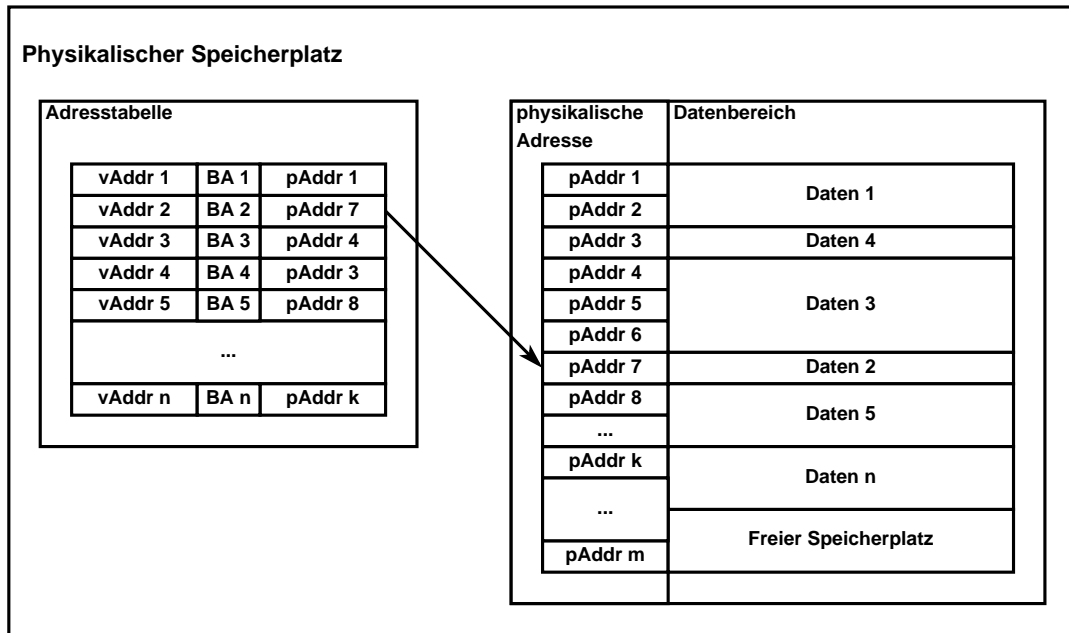 Physikalischer Speicherplatz
Adresstabelle
vAddr 1 BA 1 pAddr 1
vAddr 2 BA 2 pAddr 7
vAddr 3 BA 3 pAddr 4
vAddr 4 BA 4 pAddr 3
vAddr 5 BA 5 pAddr 8
...
vAddr n BA n pAddr k
physikalische
Adresse
Datenbereich
pAddr 1
pAddr 2
pAddr 3
pAddr 4
pAddr 5
pAddr 6
pAddr 7
pAddr 8
...
pAddr k
...
pAddr m
Daten 1
Daten 4
Daten 3
Daten 2
Daten 5
Daten n
Freier Speicherplatz